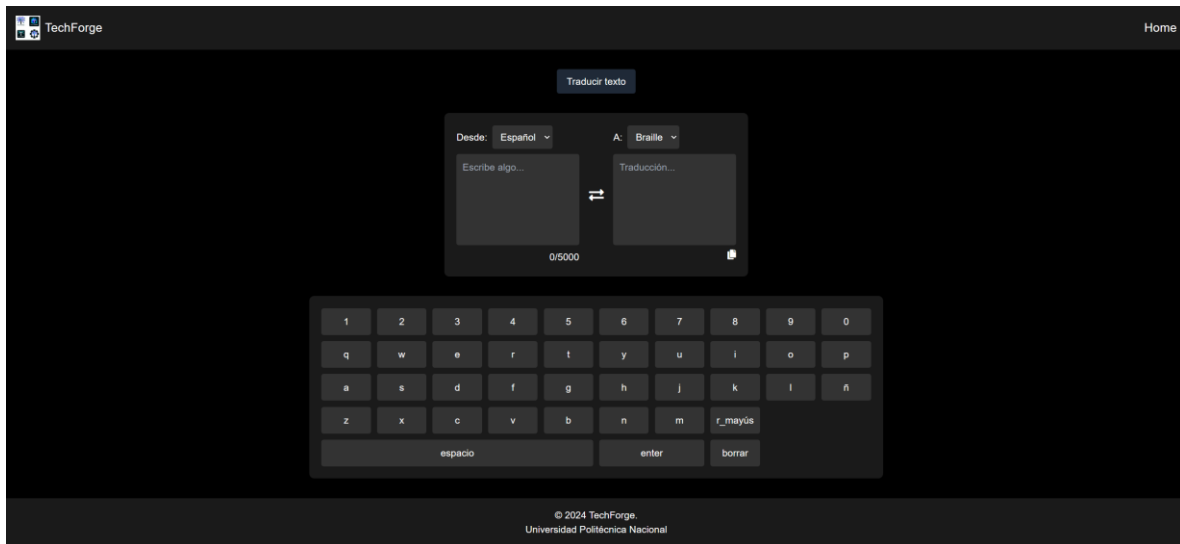 TechForge
Home
Traducir texto
Desde: Español A: Braille
Escribe algo... Traducción...
0/5000
1 2 3 4 5 6 7 8 9 0
q w e r t y u i o p
a s d f g h j k l ñ
z x c v b n m r_mayús
espacio enter borrar
© 2024 TechForge.
Universidad Politécnica Nacional